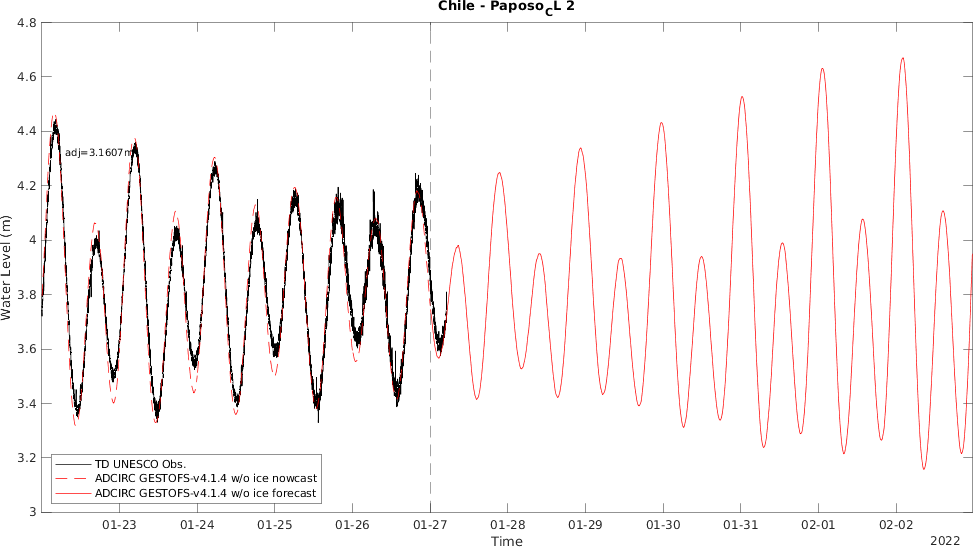 Chile - Paposo_CL 2
4.8
4.6
4.4
4.2
4
3.8
3.6
3.4
3.2
3
Water Level (m)
adj=3.1607m
TD UNESCO Obs.
ADCIRC GESTOFS-v4.1.4 w/o ice nowcast
ADCIRC GESTOFS-v4.1.4 w/o ice forecast
01-23 01-24 01-25 01-26 01-27 01-28 01-29 01-30 01-31 02-01 02-02
Time
2022